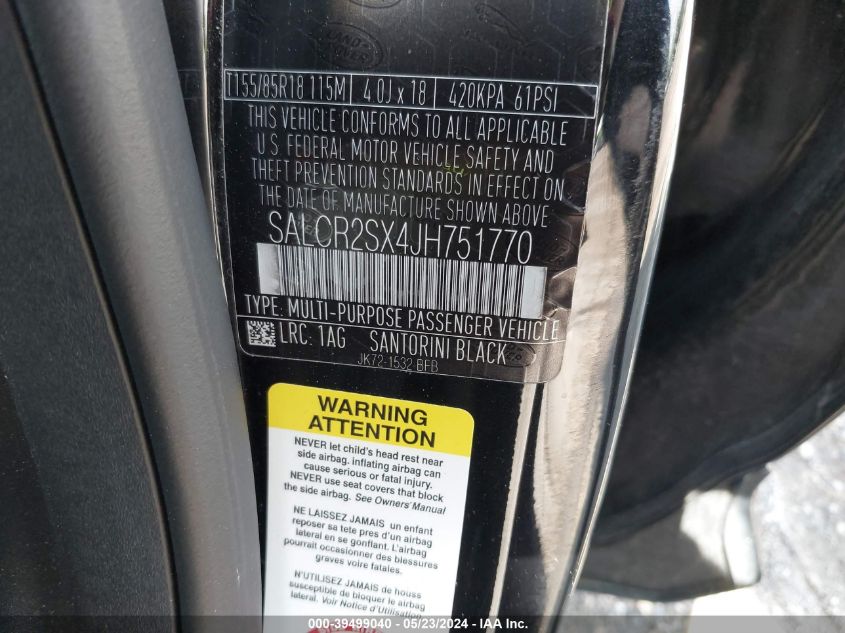 LAND ROVER
T155/85R18 115M 4.0J x 18 420KPA 61PSI
THIS VEHICLE CONFORMS TO ALL APPLICABLE
U.S. FEDERAL MOTOR VEHICLE SAFETY AND
THEFT PREVENTION STANDARDS IN EFFECT ON
THE DATE OF MANUFACTURE SHOWN ABOVE
SALCR2SX4JH751770
TYPE: MULTI-PURPOSE PASSENGER VEHICLE
LRC: 1AG SANTORINI BLACK
JK72-1532 BFB
WARNING
ATTENTION
NEVER let child's head rest near
side airbag. inflating airbag can
cause serious or fatal injury.
NEVER use seat covers that block
the side airbag. See Owners' Manual
NE LAISSEZ JAMAIS un enfant
reposer sa tete pres d'un airbag
lateral en se gonflant. L'airbag
pourrait occasionner des blessures
graves voire fatales.
N'UTILISEZ JAMAIS de housse
susceptible de bloquer le airbag
lateral. Voir Notice d'Utilisation
000-39499040 - 05/23/2024 - IAA Inc.